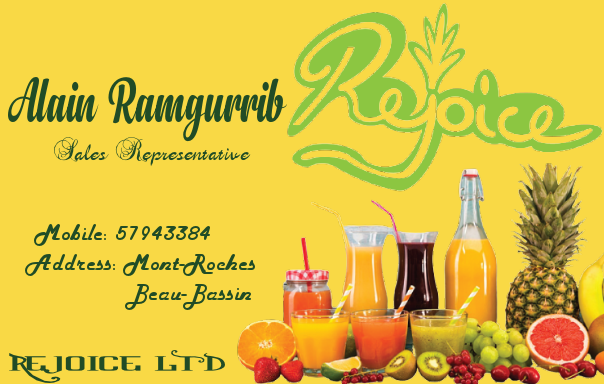 Alain Ramgurrib
Sales Representative
Rejoice
Mobile: 57943384
Address: Mont-Roches
Beau-Bassin
REJOICE LTD